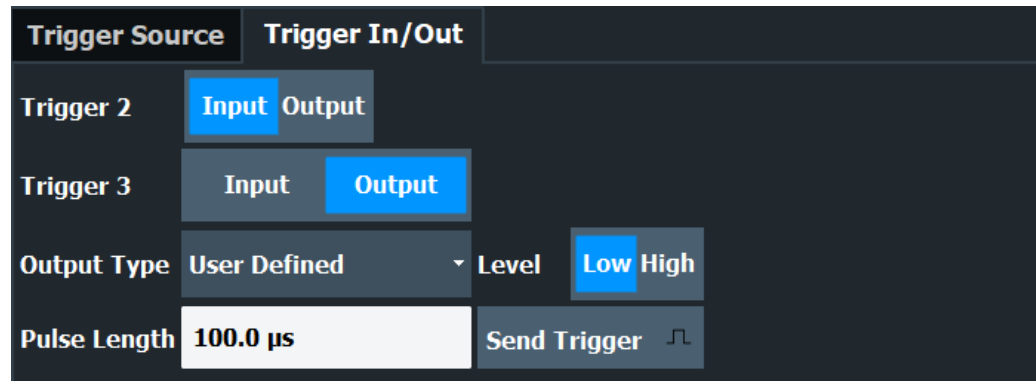 Trigger Source Trigger In/Out
Trigger 2 Input Output
Trigger 3 Input Output
Output Type User Defined Level Low High
Pulse Length 100.0 µs Send Trigger